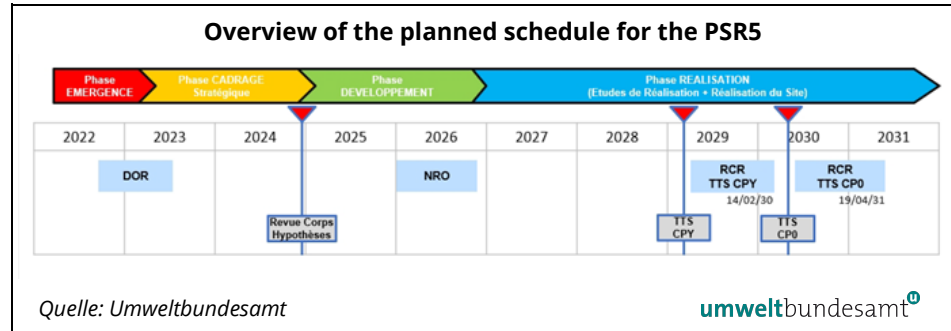 Overview of the planned schedule for the PSR5
Phase
EMERGENCE
Phase CADRAGE
Stratégique
Phase
DEVELOPPEMENT
Phase REALISATION
(Etudes de Réalisation • Réalisation du Site)
2022 2023 2024 2025 2026 2027 2028 2029 2030 2031
DOR
NRO
RCR
TTS CPY
14/02/30
RCR
TTS CP0
19/04/31
Revue Corps
Hypothèses
TTS
CPY
TTS
CP0
Quelle: Umweltbundesamt
umweltbundesamt u